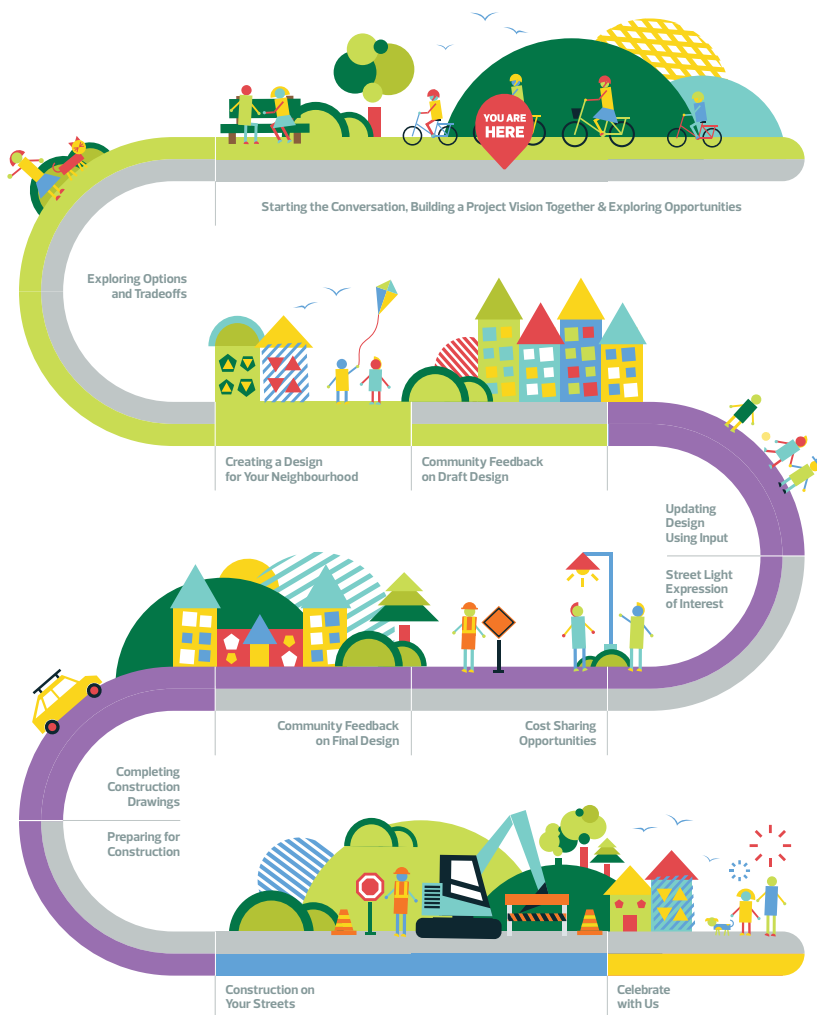 YOU ARE
HERE
Starting the Conversation, Building a Project Vision Together & Exploring Opportunities
Exploring Options
and Tradeoffs
Creating a Design
for Your Neighbourhood
Community Feedback
on Draft Design
Updating
Design
Using Input
Street Light
Expression
of Interest
Cost Sharing
Opportunities
Community Feedback
on Final Design
Completing
Construction
Drawings
Preparing for
Construction
Construction on
Your Streets
Celebrate
with Us